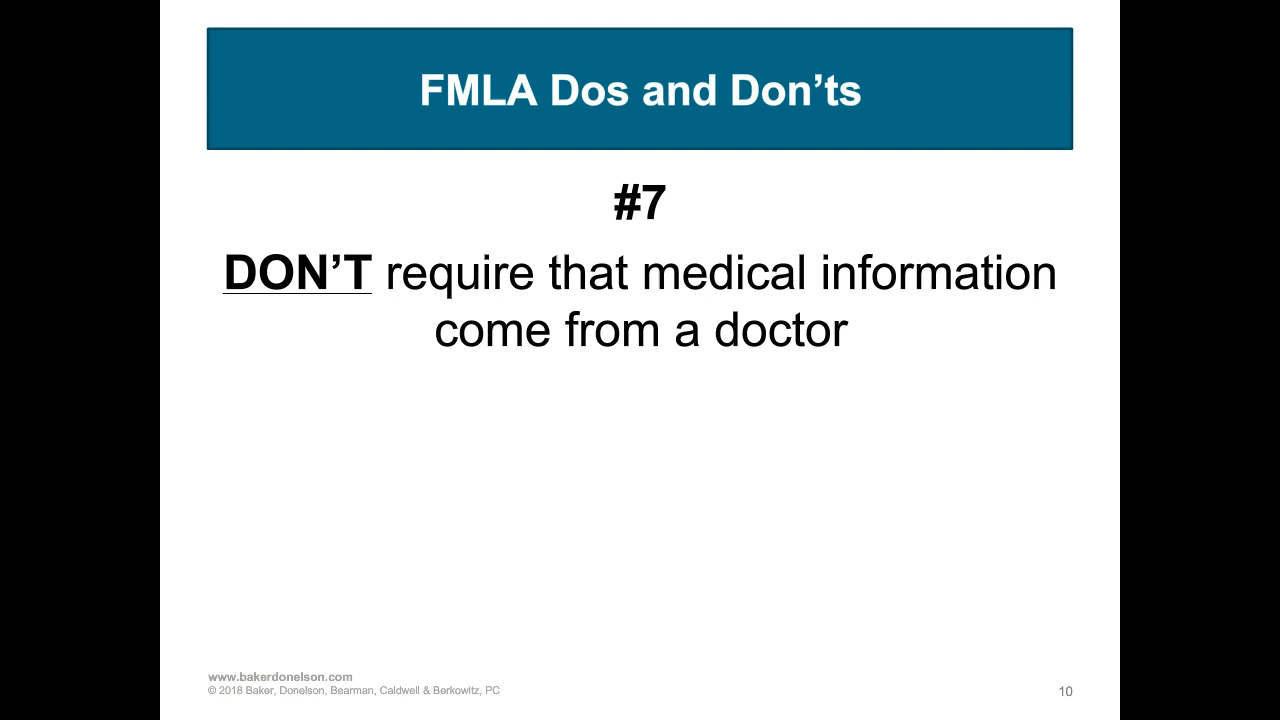 FMLA Dos and Don’ts
#7
DON’T require that medical information
come from a doctor
www.bakerdonelson.com
© 2018 Baker, Donelson, Bearman, Caldwell & Berkowitz, PC
10